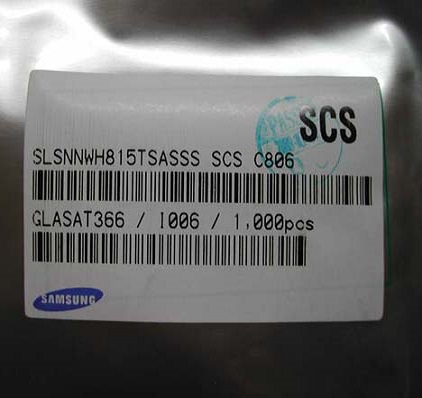 SCS
SLSNNWH815TSASSS SCS C806
GLASAT366 / I006 / 1,000pcs
SAMSUNG